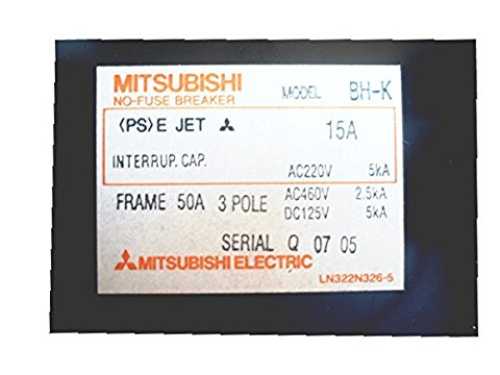 MITSUBISHI MODEL BH-K
NO-FUSE BREAKER
⟨PS⟩E JET 15A
INTERRUP. CAP.
AC220V 5kA
FRAME 50A 3 POLE AC460V 2.5kA
DC125V 5kA
SERIAL Q 07 05
MITSUBISHI ELECTRIC
LN322N326-5